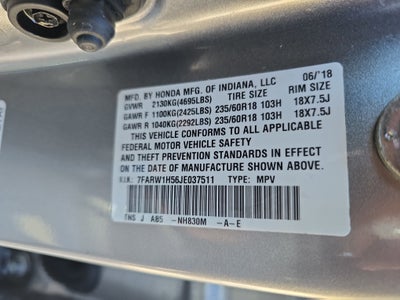 MFD. BY HONDA MFG. OF INDIANA, LLC 06/'18
GVWR 2130KG(4695LBS) TIRE SIZE RIM SIZE
GAWR F 1100KG(2425LBS) 235/60R18 103H 18X7.5J
GAWR R 1040KG(2292LBS) 235/60R18 103H 18X7.5J
THIS VEHICLE CONFORMS TO ALL APPLICABLE
FEDERAL MOTOR VEHICLE SAFETY, BUMPER AND
THEFT PREVENTION STANDARDS IN EFFECT ON
THE DATE OF MANUFACTURE SHOWN ABOVE.
V.I.N.: 7FARW1H56JE037511 TYPE: MPV
TNS J A85 -NH830M -A-E